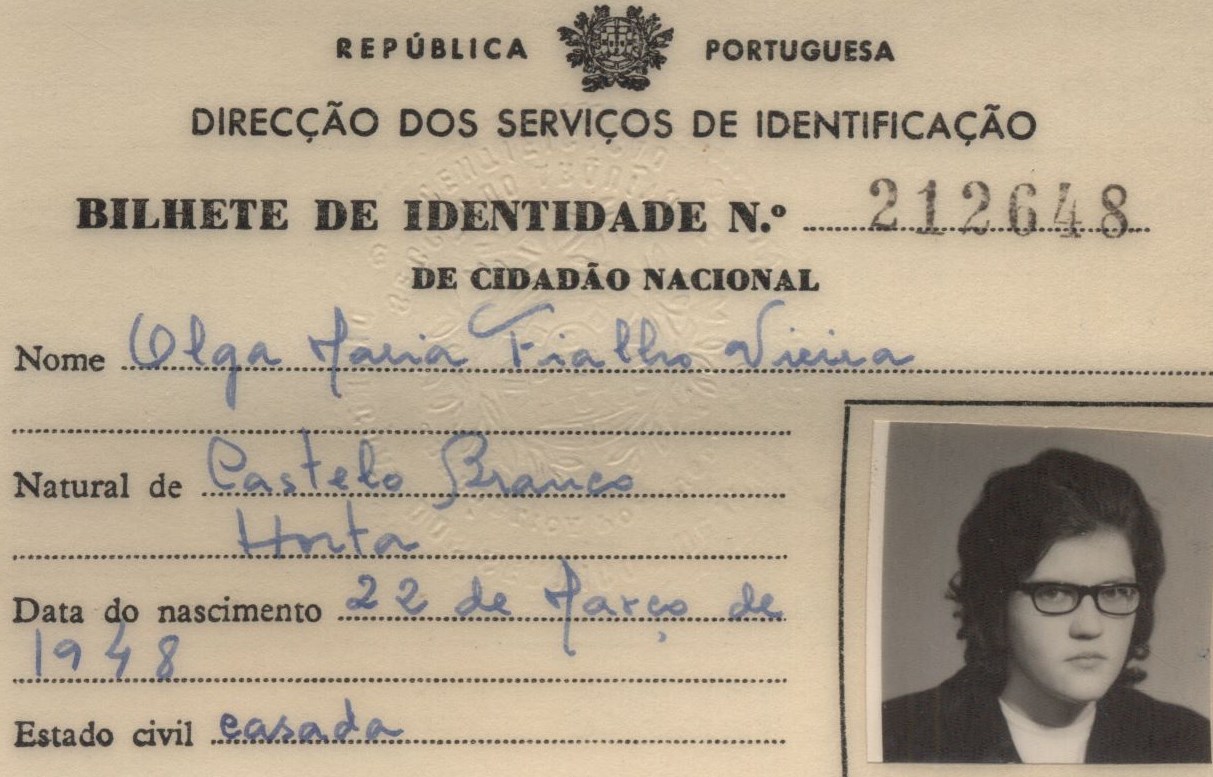 REPÚBLICA PORTUGUESA
DIRECÇÃO DOS SERVIÇOS DE IDENTIFICAÇÃO
BILHETE DE IDENTIDADE N.º 212648
DE CIDADÃO NACIONAL
Nome Olga Maria Fialho Vieira
Natural de Castelo Branco
Horta
Data do nascimento 22 de Março de
1948
Estado civil casada